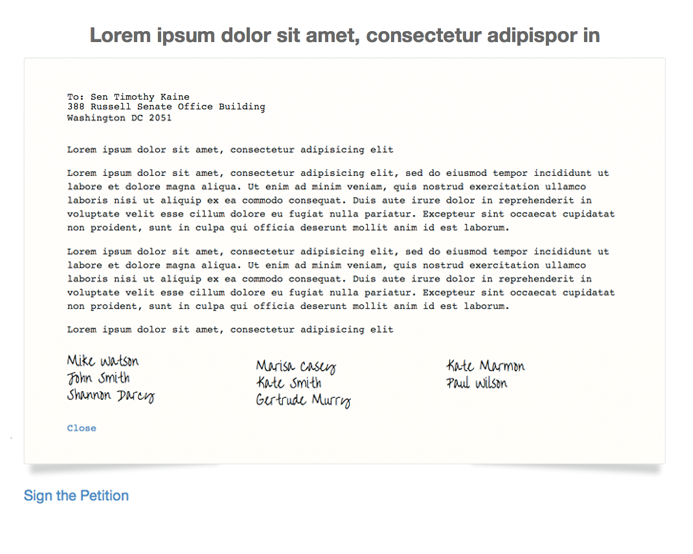 Lorem ipsum dolor sit amet, consectetur adipispor in
To: Sen Timothy Kaine
388 Russell Senate Office Building
Washington DC 2051
Lorem ipsum dolor sit amet, consectetur adipisicing elit
Lorem ipsum dolor sit amet, consectetur adipisicing elit, sed do eiusmod tempor incididunt ut
labore et dolore magna aliqua. Ut enim ad minim veniam, quis nostrud exercitation ullamco
laboris nisi ut aliquip ex ea commodo consequat. Duis aute irure dolor in reprehenderit in
voluptate velit esse cillum dolore eu fugiat nulla pariatur. Excepteur sint occaecat cupidatat
non proident, sunt in culpa qui officia deserunt mollit anim id est laborum.
Lorem ipsum dolor sit amet, consectetur adipisicing elit, sed do eiusmod tempor incididunt ut
labore et dolore magna aliqua. Ut enim ad minim veniam, quis nostrud exercitation ullamco
laboris nisi ut aliquip ex ea commodo consequat. Duis aute irure dolor in reprehenderit in
voluptate velit esse cillum dolore eu fugiat nulla pariatur. Excepteur sint occaecat cupidatat
non proident, sunt in culpa qui officia deserunt mollit anim id est laborum.
Lorem ipsum dolor sit amet, consectetur adipisicing elit
Mike Watson
John Smith
Shannon Darcy
Marisa Casey
Kate Smith
Gertrude Murry
Kate Marmon
Paul Wilson
Close
Sign the Petition